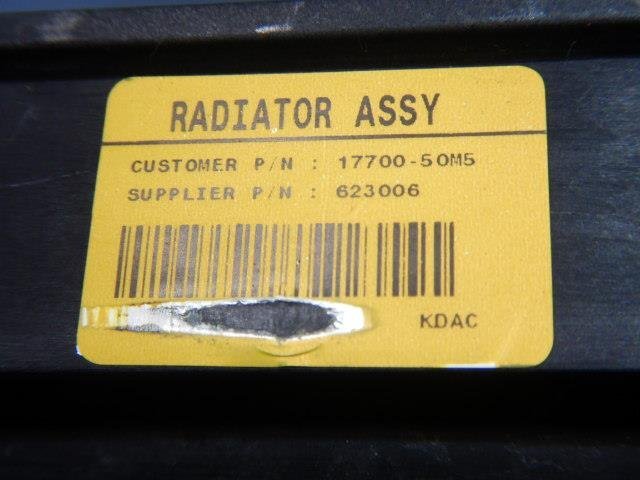 RADIATOR ASSY
CUSTOMER P/N : 17700-50M5
SUPPLIER P/N : 623006
KDAC